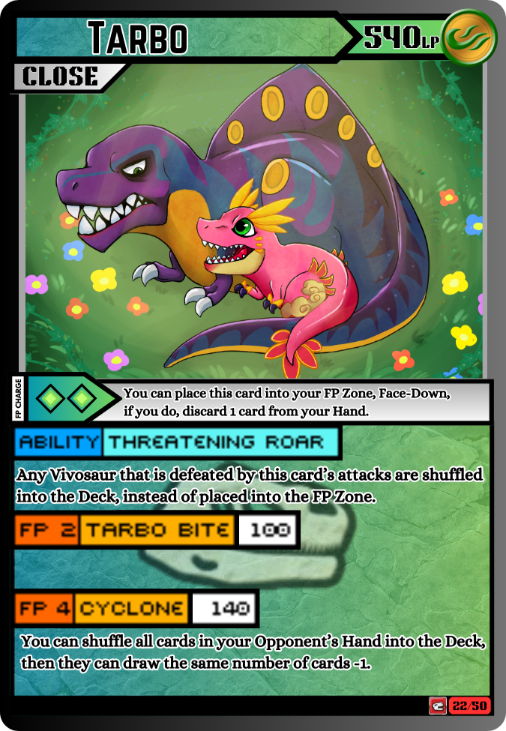 TARBO
540LP
CLOSE
FP CHARGE
You can place this card into your FP Zone, Face-Down,
if you do, discard 1 card from your Hand.
ABILITY THREATENING ROAR
Any Vivosaur that is defeated by this card's attacks are shuffled
into the Deck, instead of placed into the FP Zone.
FP 2 TARBO BITE 100
FP 4 CYCLONE 140
You can shuffle all cards in your Opponent's Hand into the Deck,
then they can draw the same number of cards -1.
22/50